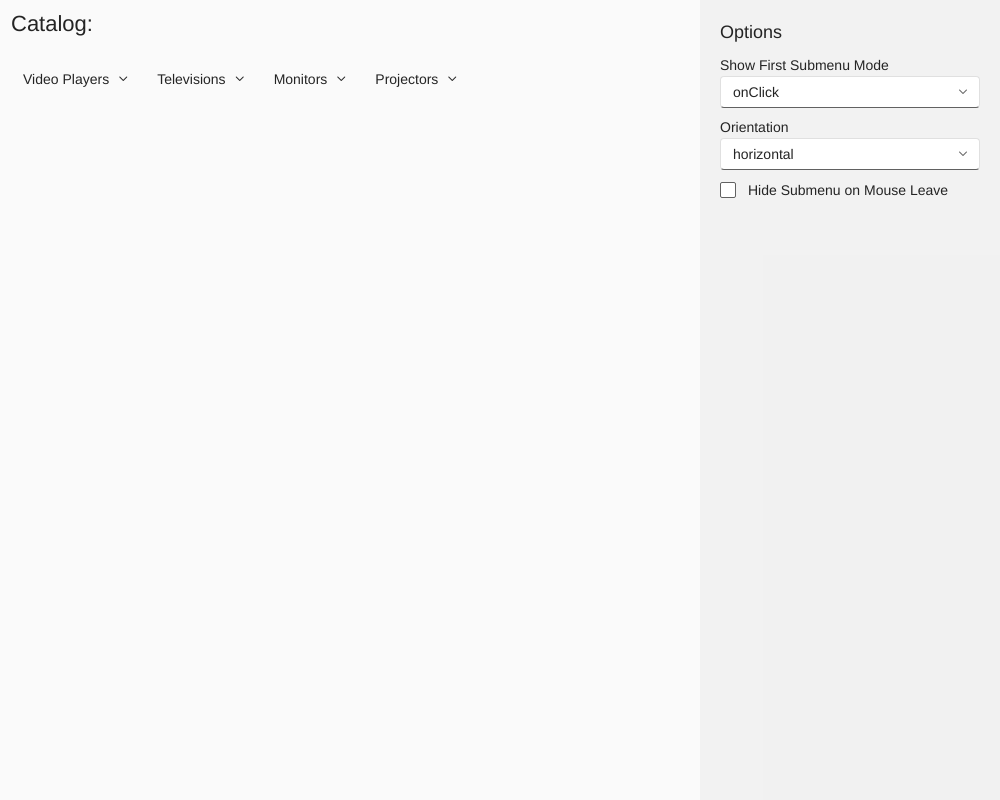 Catalog:
Video Players
Televisions
Monitors
Projectors
Options
Show First Submenu Mode
onClick
Orientation
horizontal
Hide Submenu on Mouse Leave